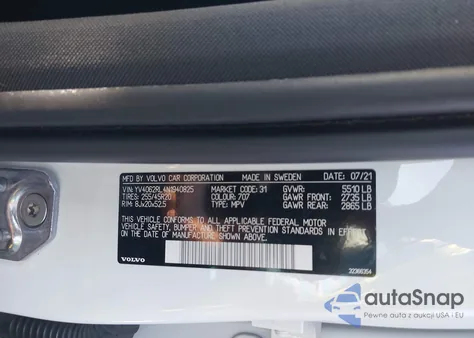 MFD BY VOLVO CAR CORPORATION MADE IN SWEDEN 07/21
VIN: YV4062RL4N1940825 MARKET CODE: 31 GVWR: 5510 LB
TIRES: 255/45R20 COLOUR: 707 GAWR FRONT: 2735 LB
RIM: 8Jx20x52.5 TYPE: MPV GAWR REAR: 2865 LB
THIS VEHICLE CONFORMS TO ALL APPLICABLE FEDERAL MOTOR
VEHICLE SAFETY, BUMPER AND THEFT PREVENTION STANDARDS IN EFFECT
ON THE DATE OF MANUFACTURE SHOWN ABOVE.
VOLVO 32366354
autoSnap
Pewne auta z aukcji USA i EU